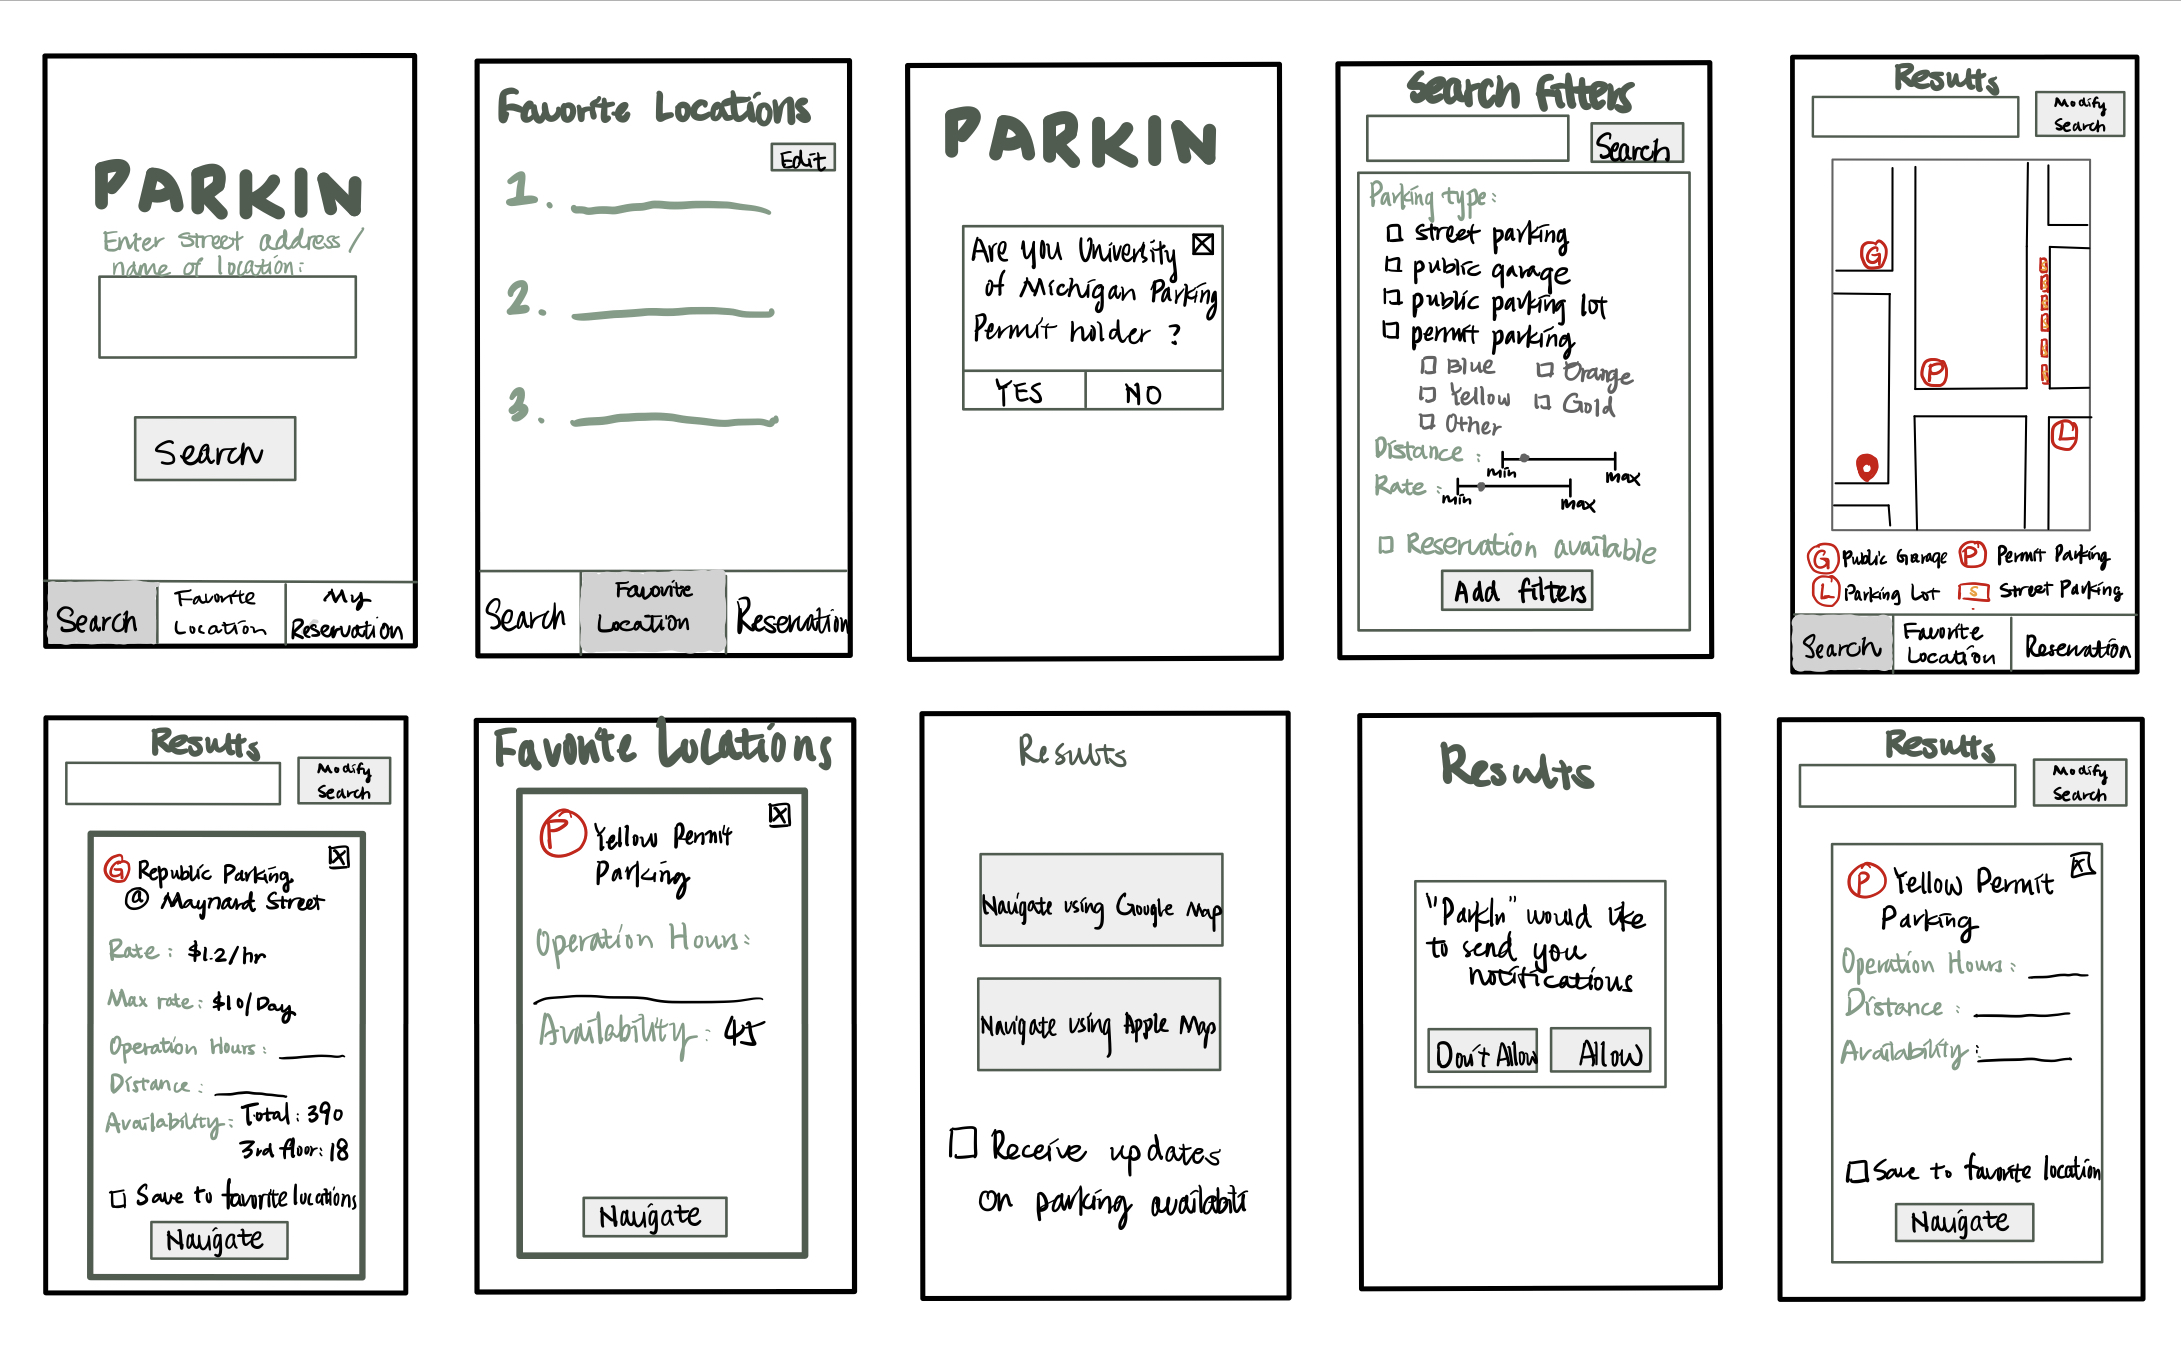 PARKIN
Enter street address /
name of location:
Search
Search
Favorite
Location
My
Reservation
Favorite Locations
Edit
1.
2.
3.
Search
Favorite
Location
Reservation
PARKIN
Are you University
of Michigan Parking
Permit holder ?
YES
NO
Search Filters
Search
Parking type:
street parking
public garage
public parking lot
permit parking
Blue
Orange
Yellow
Gold
Other
Distance :
min
max
Rate :
min
max
Reservation available
Add filters
Results
Modify
Search
G
P
L
G Public Garage
P Permit Parking
L Parking Lot
S Street Parking
Search
Favorite
Location
Reservation
Results
Modify
Search
G Republic Parking
@ Maynard Street
Rate : $1.2/hr
Max rate : $10/Day
Operation Hours :
Distance :
Availability : Total : 390
3rd floor: 18
Save to favorite locations
Navigate
Favorite Locations
P Yellow Permit
Parking
Operation Hours:
Availability : 45
Navigate
Results
Navigate using Google Map
Navigate using Apple Map
Receive updates
on parking availabili
Results
"ParkIn" would like
to send you
notifications
Don't Allow
Allow
Results
Modify
Search
P Yellow Permit
Parking
Operation Hours :
Distance :
Availability :
Save to favorite location
Navigate